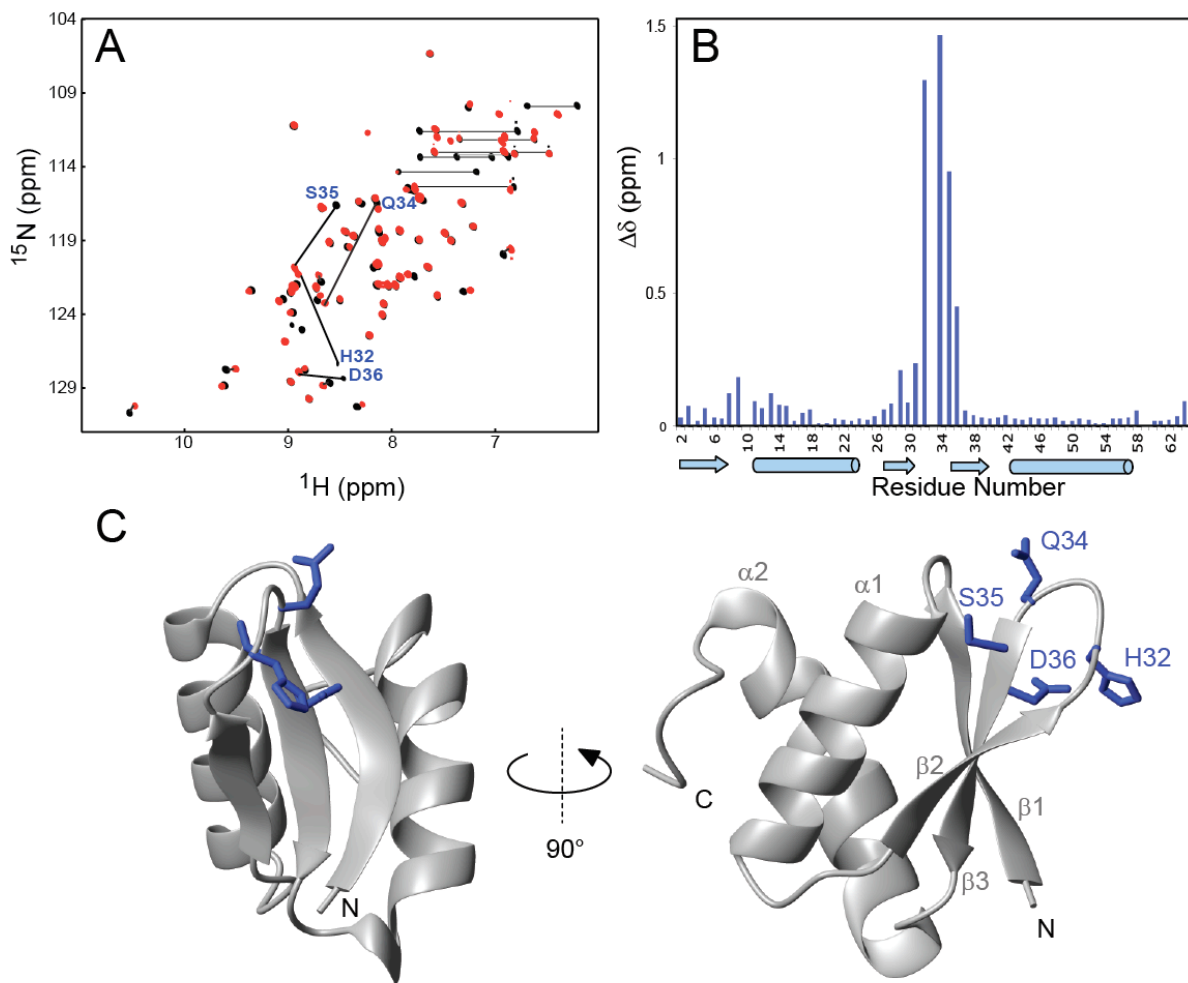 A
104
109
114
119
124
129
15N (ppm)
S35
Q34
H32
D36
10 9 8 7
1H (ppm)
B
1.5
1
0.5
0
Δδ (ppm)
2 6 10 14 18 22 26 30 34 38 42 46 50 54 58 62
Residue Number
C
N
90°
α2
α1
S35
Q34
D36
H32
β2
β1
C
β3
N